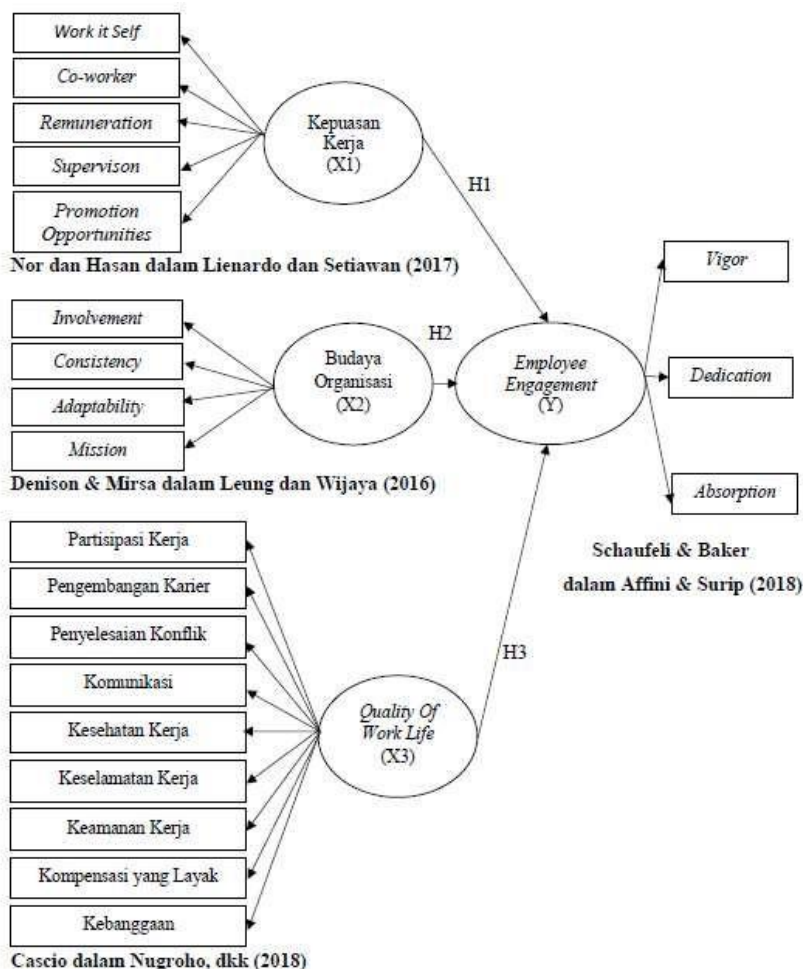 Work it Self
Co-worker
Remuneration
Supervison
Promotion
Opportunities
Nor dan Hasan dalam Lienardo dan Setiawan (2017)
Kepuasan
Kerja
(X1)
H1
Involvement
Consistency
Adaptability
Mission
Denison & Mirsa dalam Leung dan Wijaya (2016)
Budaya
Organisasi
(X2)
H2
Employee
Engagement
(Y)
Vigor
Dedication
Absorption
Schaufeli & Baker
dalam Affini & Surip (2018)
Partisipasi Kerja
Pengembangan Karier
Penyelesaian Konflik
Komunikasi
Kesehatan Kerja
Keselamatan Kerja
Keamanan Kerja
Kompensasi yang Layak
Kebanggaan
Cascio dalam Nugroho, dkk (2018)
Quality Of
Work Life
(X3)
H3